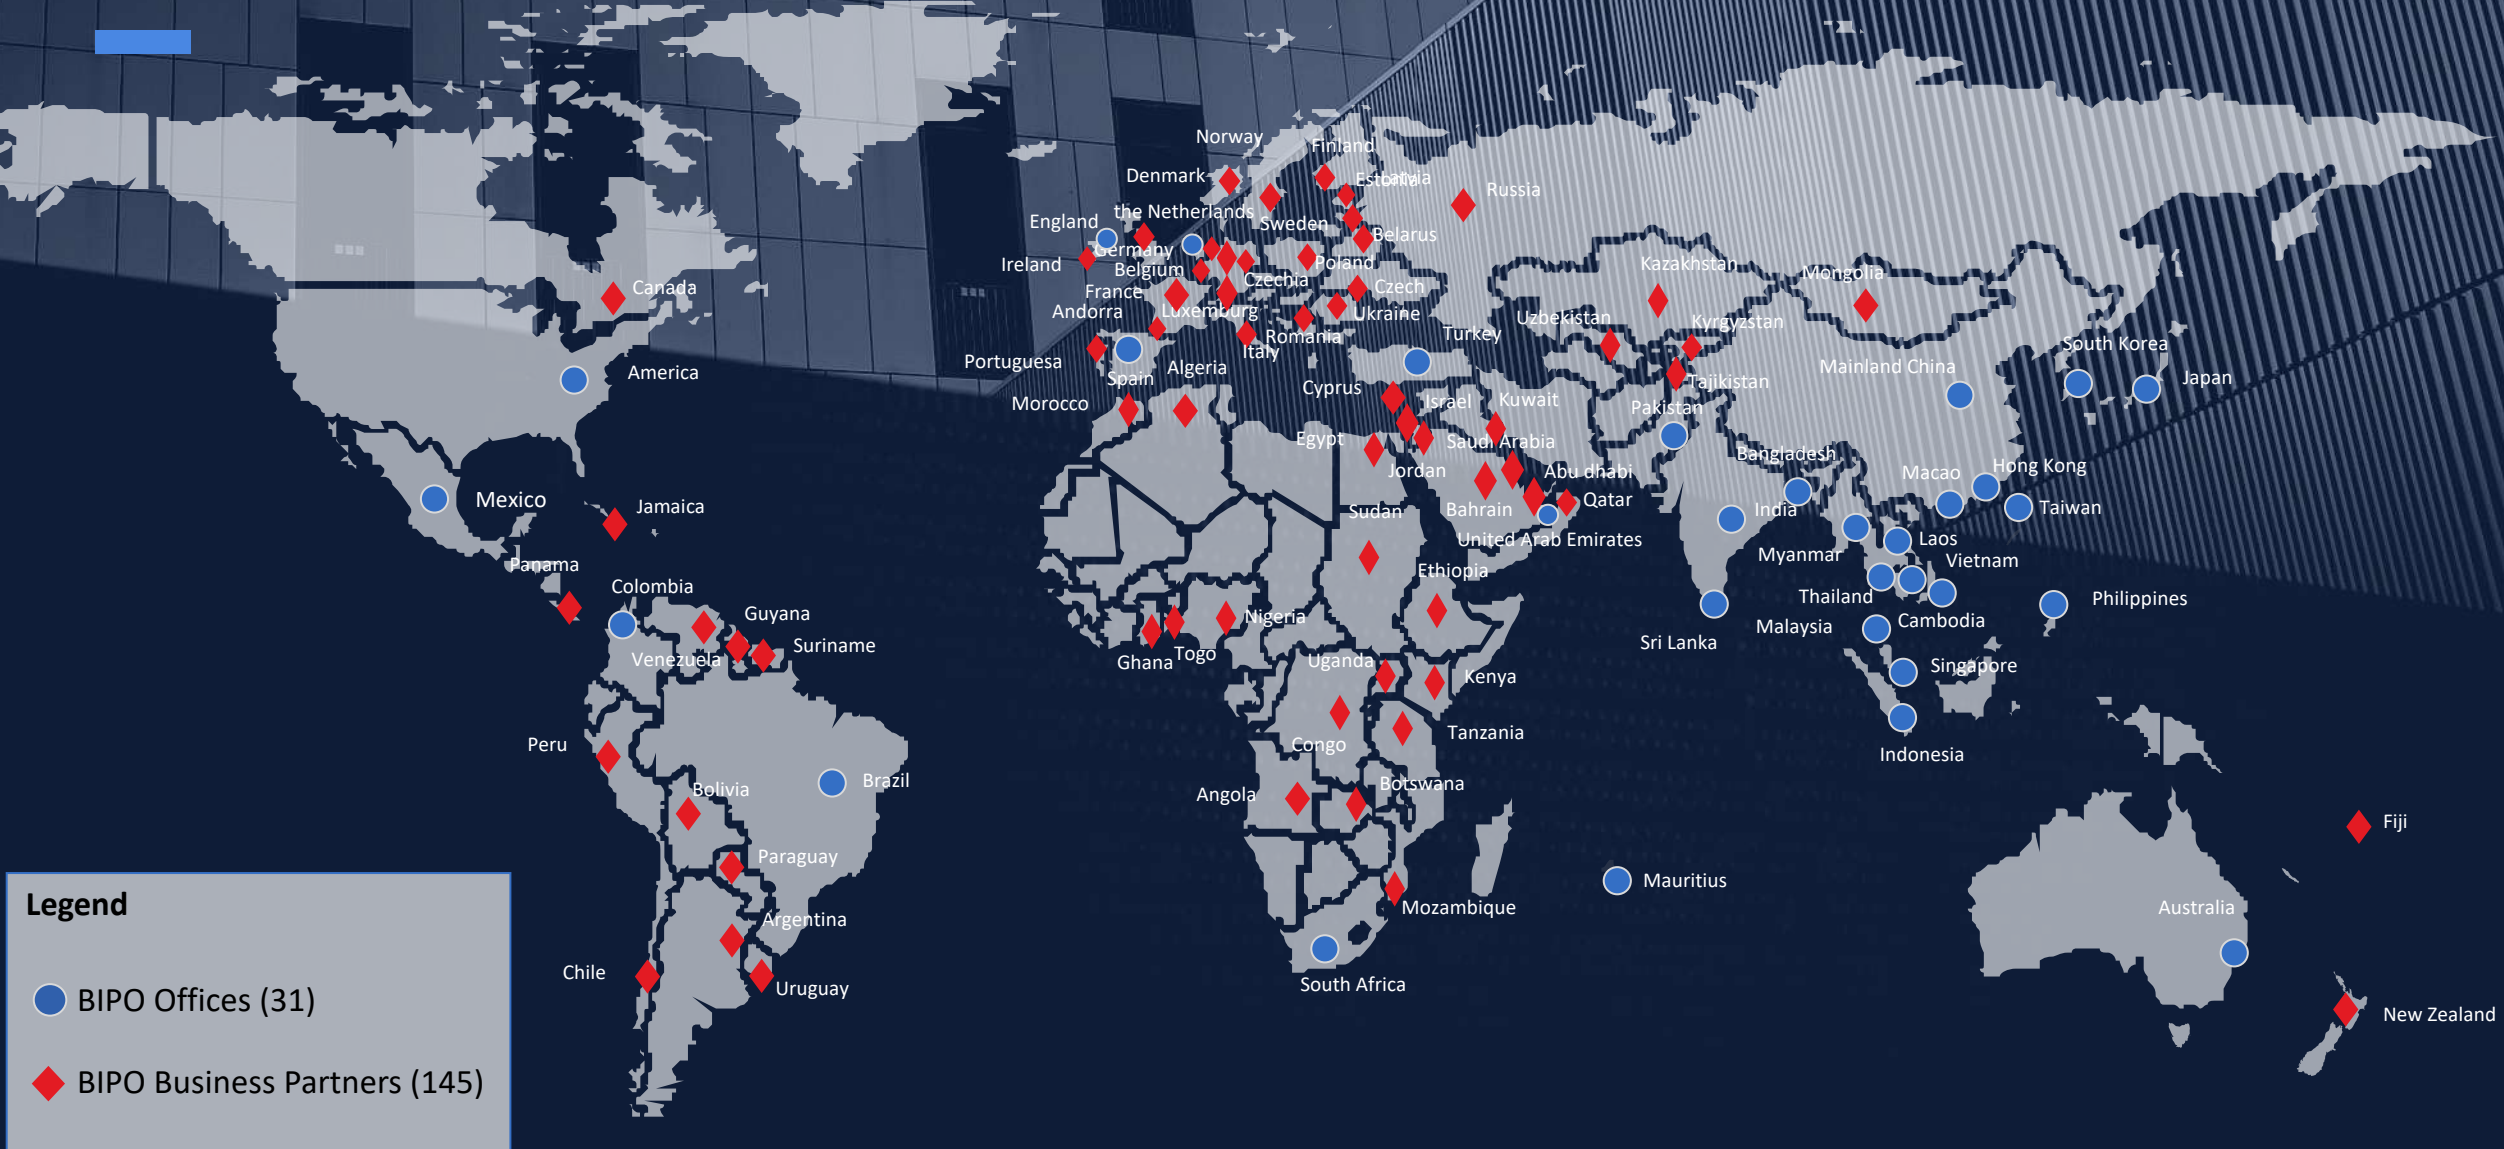 Norway
Finland
Denmark
Estonia
Latvia
Russia
England
the Netherlands
Sweden
Belarus
Germany
Ireland
Belgium
Poland
Kazakhstan
Mongolia
Canada
France
Czechia
Czech
Andorra
Luxemburg
Ukraine
Uzbekistan
Kyrgyzstan
Romania
Turkey
South Korea
Portuguesa
Italy
Algeria
Mainland China
America
Spain
Cyprus
Tajikistan
Japan
Morocco
Israel
Kuwait
Pakistan
Egypt
Saudi Arabia
Bangladesh
Hong Kong
Jordan
Abu dhabi
Macao
Mexico
Jamaica
Sudan
Bahrain
Qatar
India
Taiwan
United Arab Emirates
Myanmar
Laos
Panama
Ethiopia
Vietnam
Colombia
Thailand
Philippines
Guyana
Nigeria
Malaysia
Cambodia
Suriname
Togo
Sri Lanka
Venezuela
Ghana
Uganda
Singapore
Kenya
Peru
Congo
Tanzania
Indonesia
Bolivia
Brazil
Angola
Botswana
Fiji
Paraguay
Mauritius
Argentina
Mozambique
Australia
Chile
Uruguay
South Africa
New Zealand
Legend
BIPO Offices (31)
BIPO Business Partners (145)